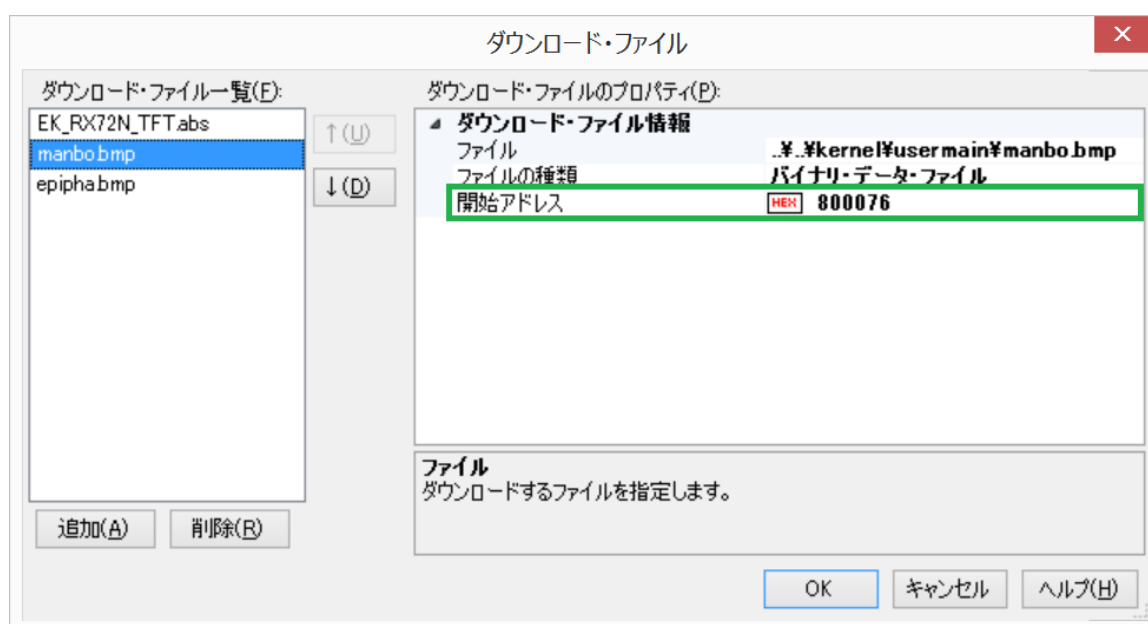 ダウンロード・ファイル
ダウンロード・ファイル一覧(F):
EK_RX72N_TFT.abs
manbo.bmp
epipha.bmp
↑(U)
↓(D)
追加(A)
削除(R)
ダウンロード・ファイルのプロパティ(P):
ダウンロード・ファイル情報
ファイル ..¥..¥kernel¥usermain¥manbo.bmp
ファイルの種類 バイナリ・データ・ファイル
開始アドレス HEX 800076
ファイル
ダウンロードするファイルを指定します。
OK キャンセル ヘルプ(H)